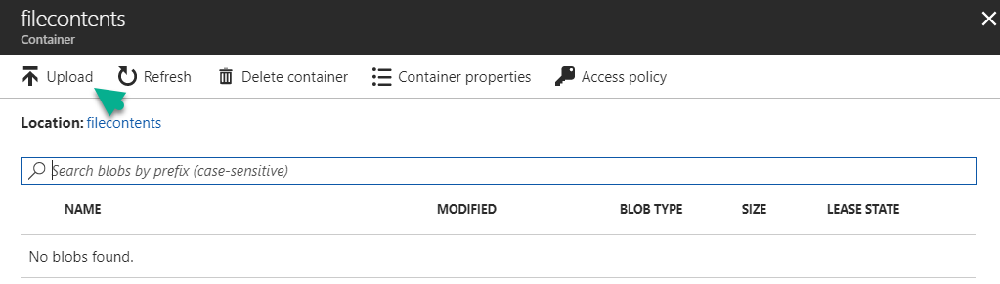 filecontents
Container
Upload Refresh Delete container Container properties Access policy
Location: filecontents
Search blobs by prefix (case-sensitive)
NAME MODIFIED BLOB TYPE SIZE LEASE STATE
No blobs found.